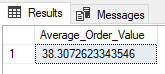 Results Messages
Average_Order_Value
1 38.3072623343546